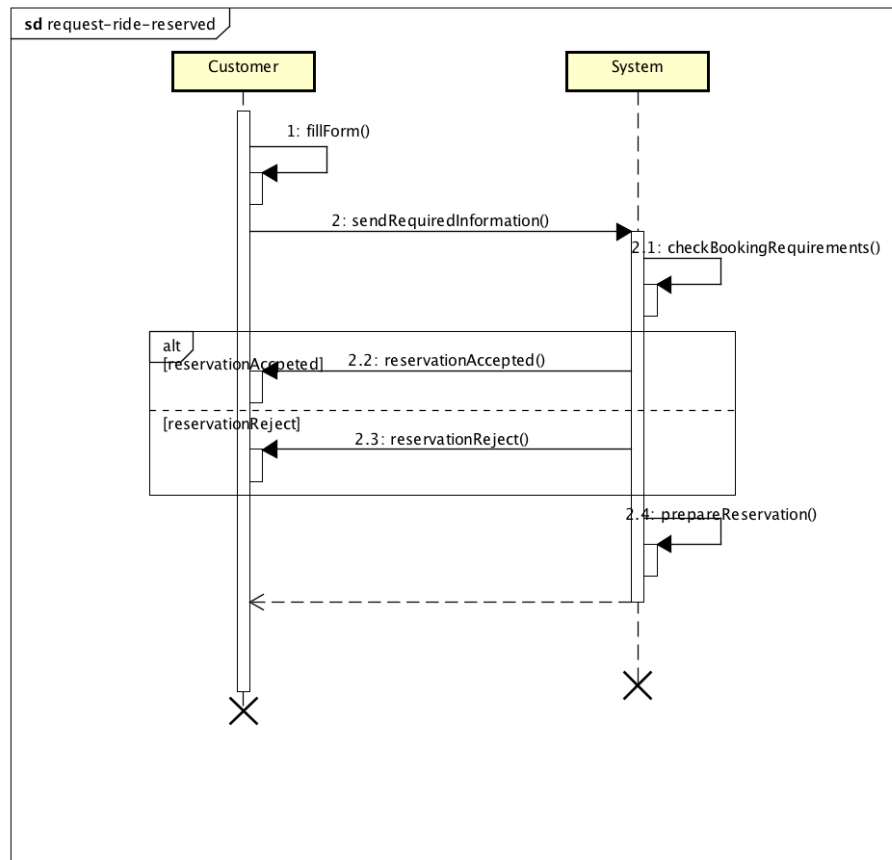 sd request-ride-reserved
Customer
System
1: fillForm()
2: sendRequiredInformation()
2.1: checkBookingRequirements()
alt
[reservationAccpeted]
2.2: reservationAccepted()
[reservationReject]
2.3: reservationReject()
2.4: prepareReservation()